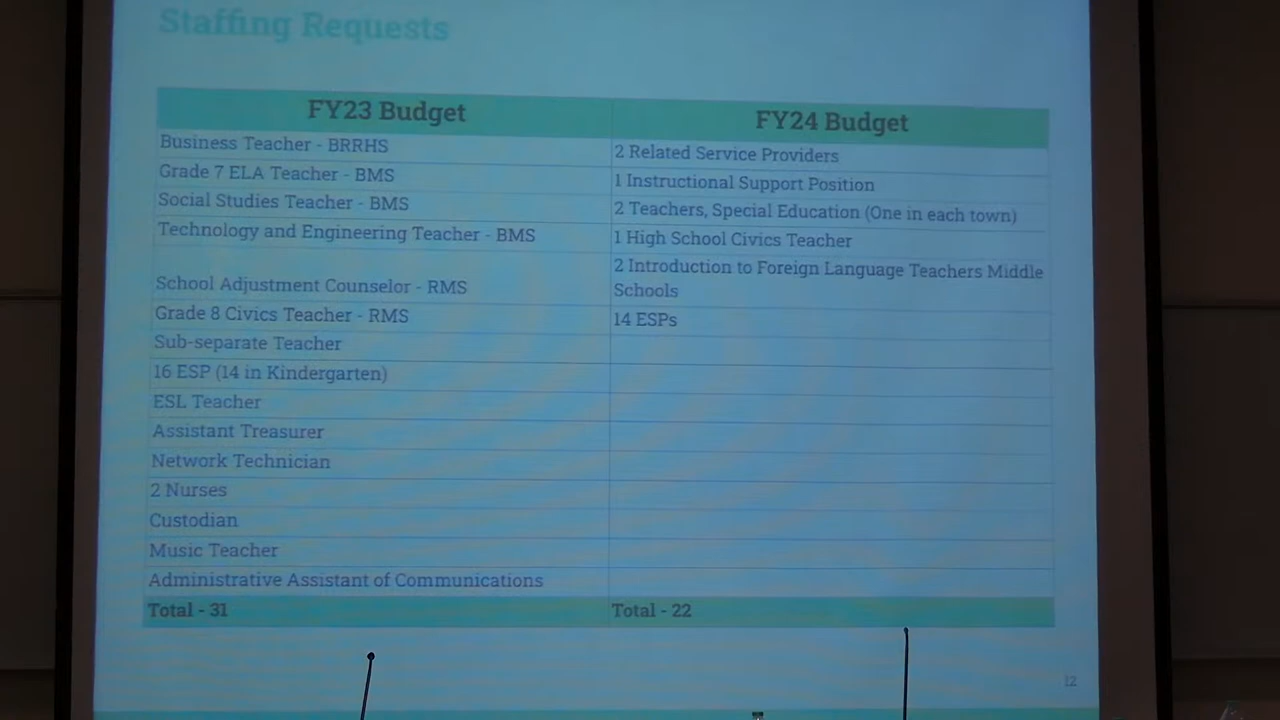 Staffing Requests
FY23 Budget
FY24 Budget
Business Teacher - BRRHS
2 Related Service Providers
Grade 7 ELA Teacher - BMS
1 Instructional Support Position
Social Studies Teacher - BMS
2 Teachers, Special Education (One in each town)
Technology and Engineering Teacher - BMS
1 High School Civics Teacher
School Adjustment Counselor - RMS
2 Introduction to Foreign Language Teachers Middle
Schools
Grade 8 Civics Teacher - RMS
14 ESPs
Sub-separate Teacher
16 ESP (14 in Kindergarten)
ESL Teacher
Assistant Treasurer
Network Technician
2 Nurses
Custodian
Music Teacher
Administrative Assistant of Communications
Total - 31
Total - 22
12